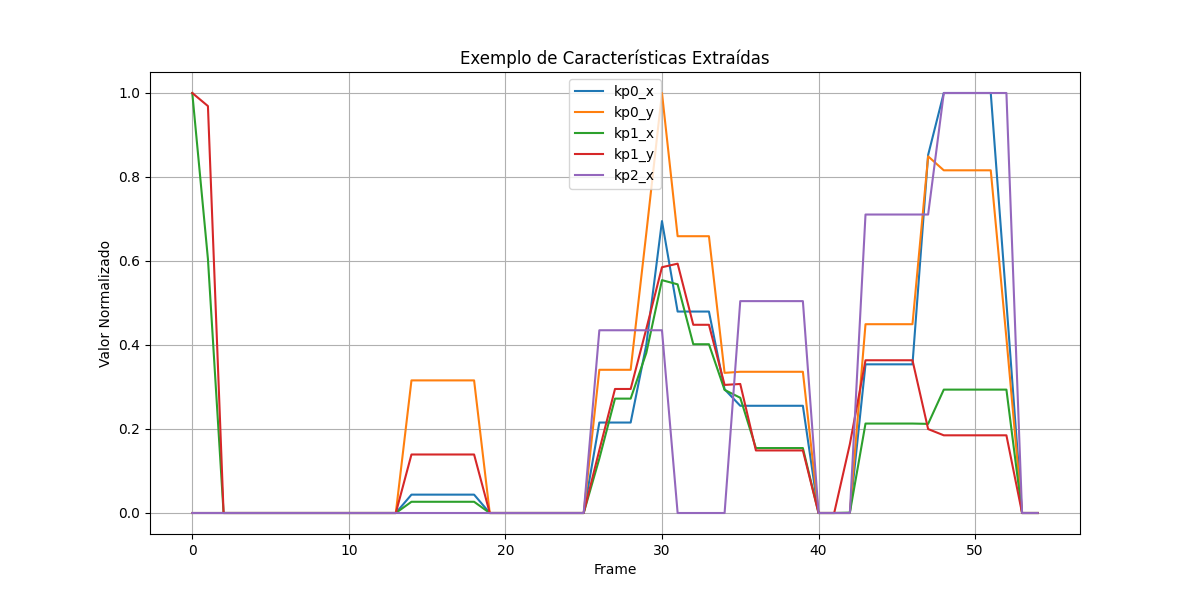 Exemplo de Características Extraídas
kp0_x
kp0_y
kp1_x
kp1_y
kp2_x
Valor Normalizado
1.0
0.8
0.6
0.4
0.2
0.0
0 10 20 30 40 50
Frame